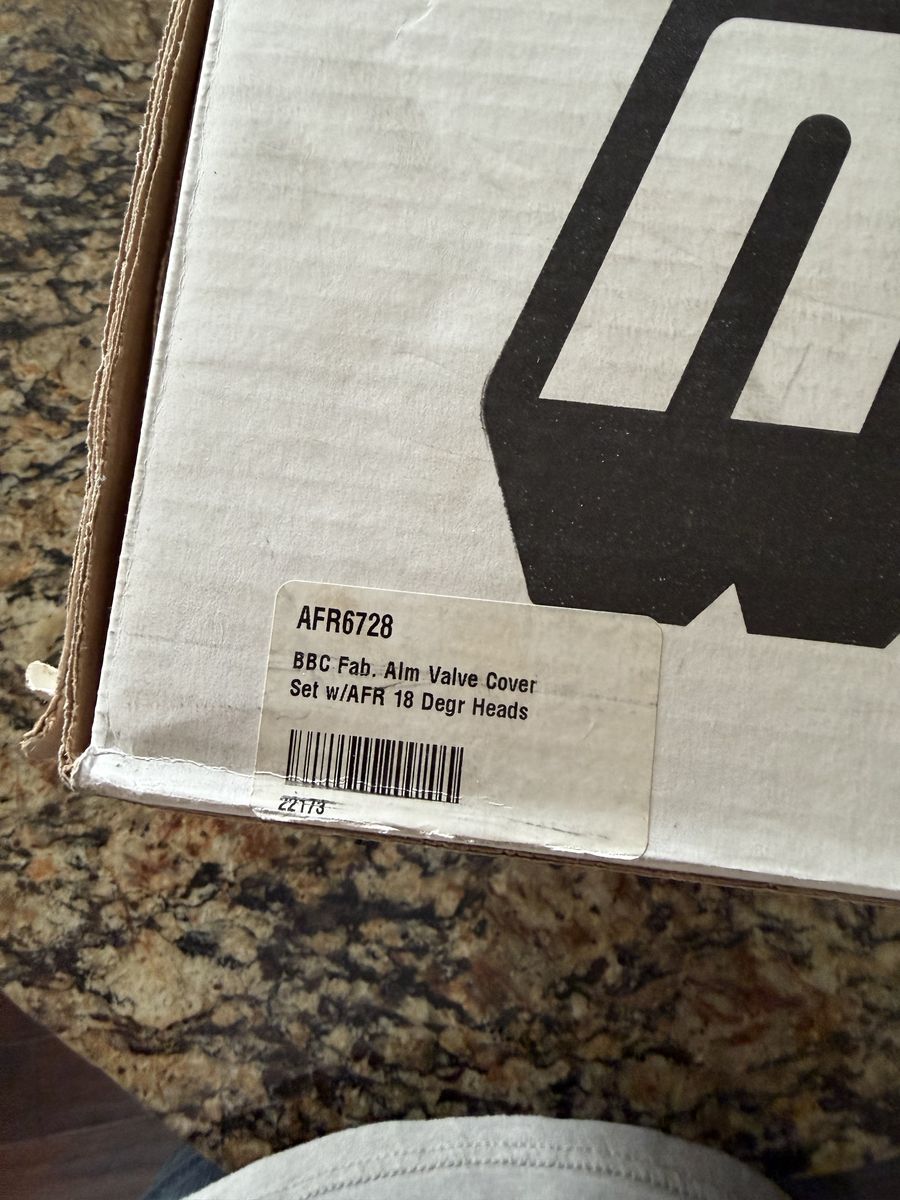 AFR6728
BBC Fab. Alm Valve Cover
Set w/AFR 18 Degr Heads
22173